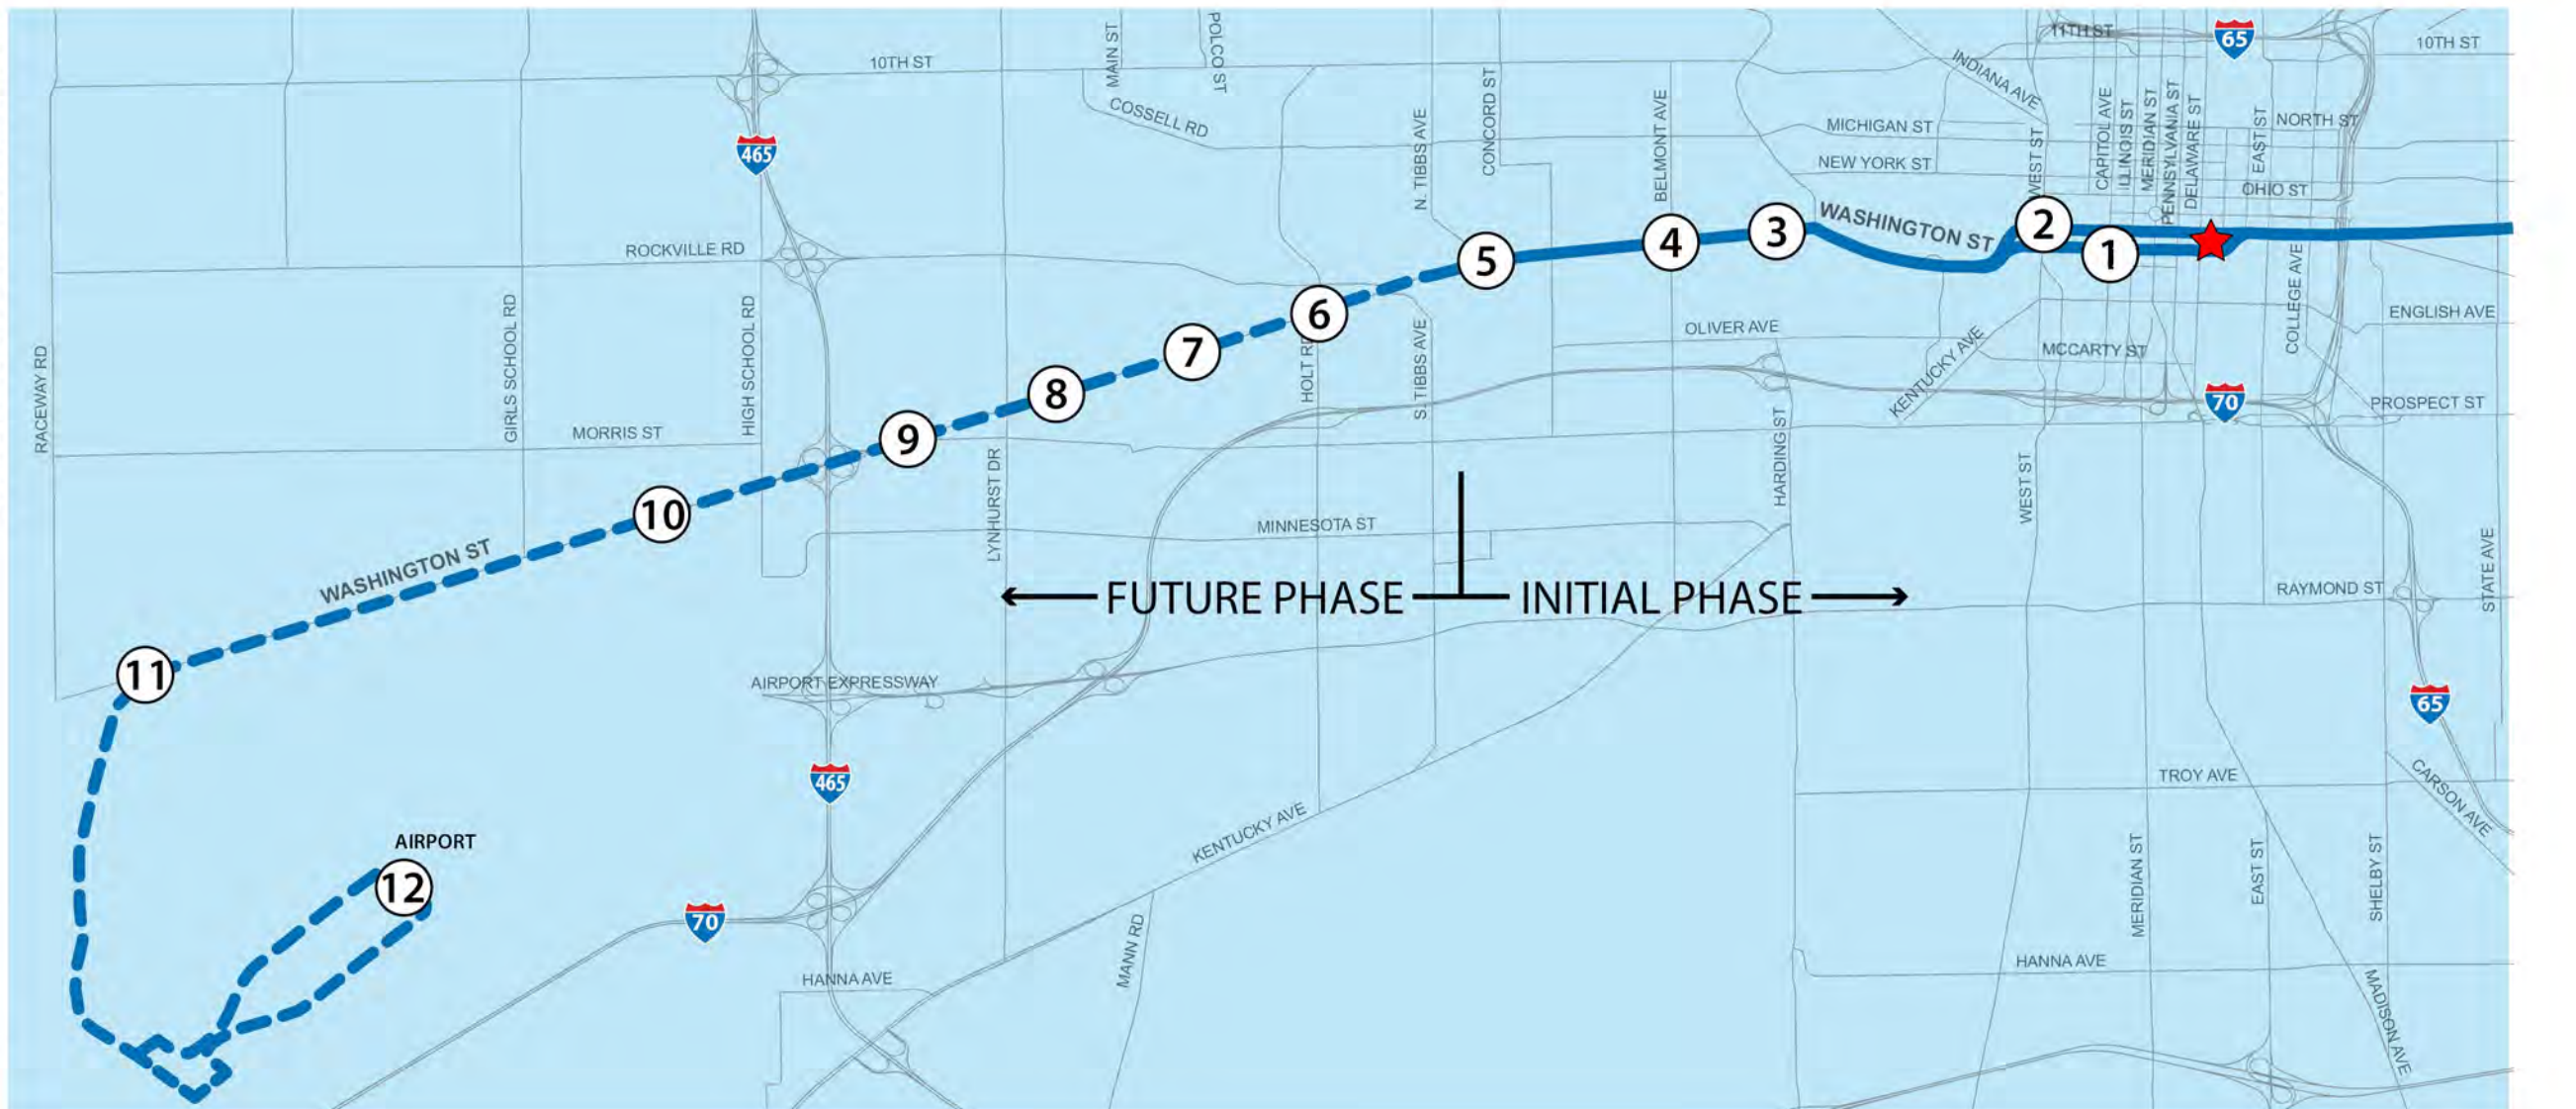 11TH ST
65
10TH ST
10TH ST
MAIN ST
POLCO ST
INDIANA AVE
COSSELL RD
465
N. TIBBS AVE
CONCORD ST
BELMONT AVE
MICHIGAN ST
NEW YORK ST
WEST ST
CAPITOL AVE
ILLINOIS ST
MERIDIAN ST
PENNSYLVANIA ST
DELAWARE ST
EAST ST
NORTH ST
OHIO ST
ROCKVILLE RD
WASHINGTON ST
5
4
3
2
1
COLLEGE AVE
RACEWAY RD
GIRLS SCHOOL RD
HIGH SCHOOL RD
6
7
8
9
10
HOLT RD
S. TIBBS AVE
OLIVER AVE
KENTUCKY AVE
MCCARTY ST
ENGLISH AVE
70
PROSPECT ST
MORRIS ST
LYNHURST DR
HARDING ST
WEST ST
MINNESOTA ST
WASHINGTON ST
FUTURE PHASE
INITIAL PHASE
RAYMOND ST
STATE AVE
11
AIRPORT EXPRESSWAY
65
465
TROY AVE
CARSON AVE
KENTUCKY AVE
AIRPORT
12
70
MANN RD
MERIDIAN ST
EAST ST
SHELBY ST
HANNA AVE
HANNA AVE
MADISON AVE